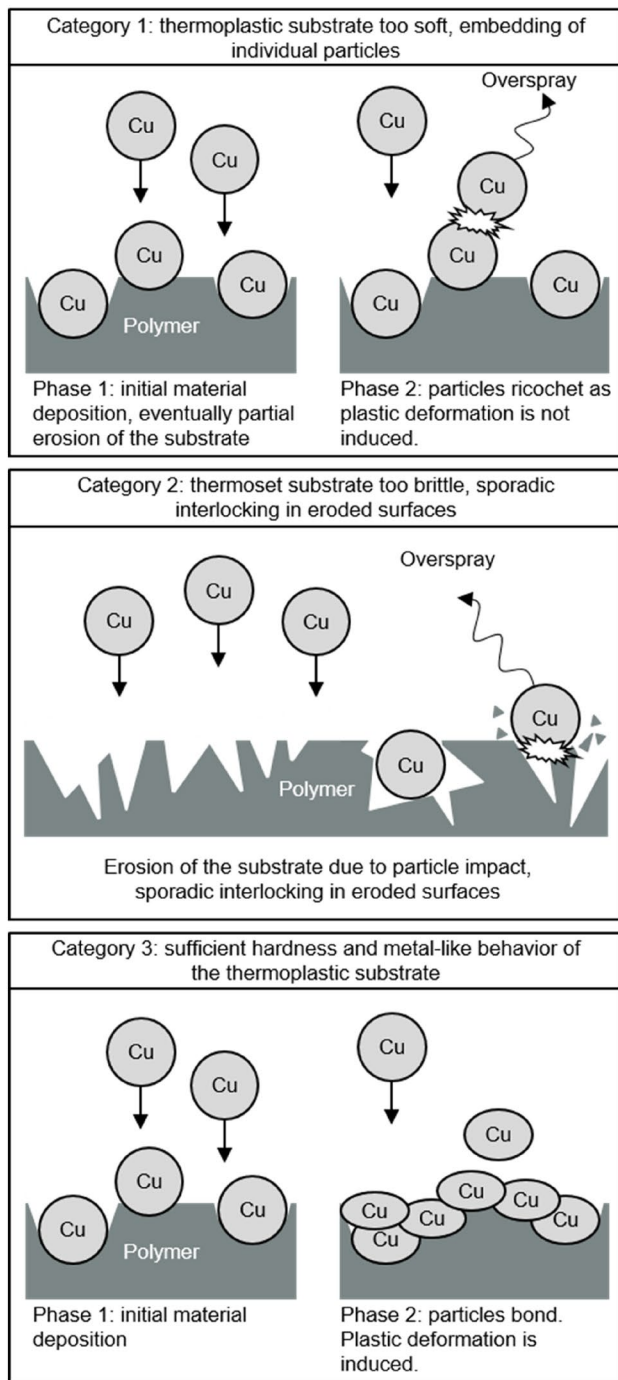 Category 1: thermoplastic substrate too soft, embedding of
individual particles
Overspray
Cu
Cu
Cu
Cu
Cu
Cu
Cu
Cu
Cu
Cu
Polymer
Phase 1: initial material
deposition, eventually partial
erosion of the substrate
Phase 2: particles ricochet as
plastic deformation is not
induced.
Category 2: thermoset substrate too brittle, sporadic
interlocking in eroded surfaces
Overspray
Cu
Cu
Cu
Cu
Cu
Polymer
Erosion of the substrate due to particle impact,
sporadic interlocking in eroded surfaces
Category 3: sufficient hardness and metal-like behavior of
the thermoplastic substrate
Cu
Cu
Cu
Cu
Cu
Polymer
Cu
Cu
Cu
Cu
Cu
Cu
Cu
Cu
Phase 1: initial material
deposition
Phase 2: particles bond.
Plastic deformation is
induced.